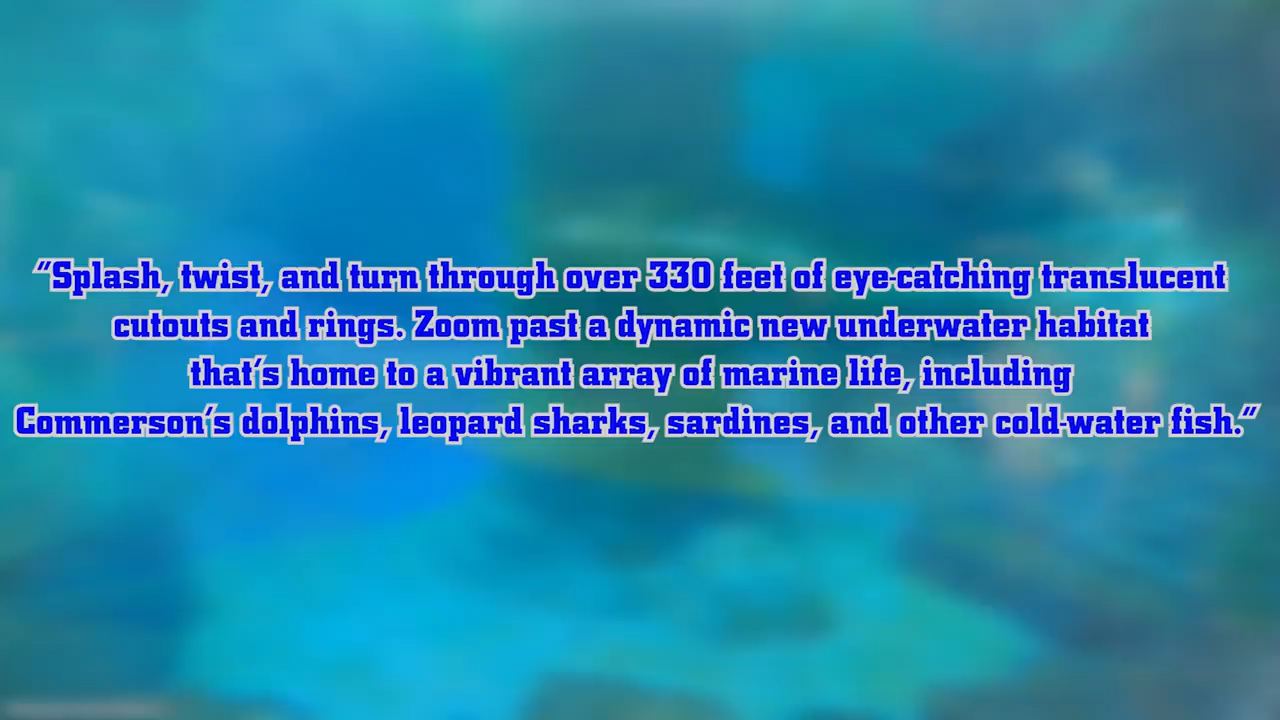 “Splash, twist, and turn through over 330 feet of eye-catching translucent
cutouts and rings. Zoom past a dynamic new underwater habitat
that’s home to a vibrant array of marine life, including
Commerson’s dolphins, leopard sharks, sardines, and other cold-water fish.”